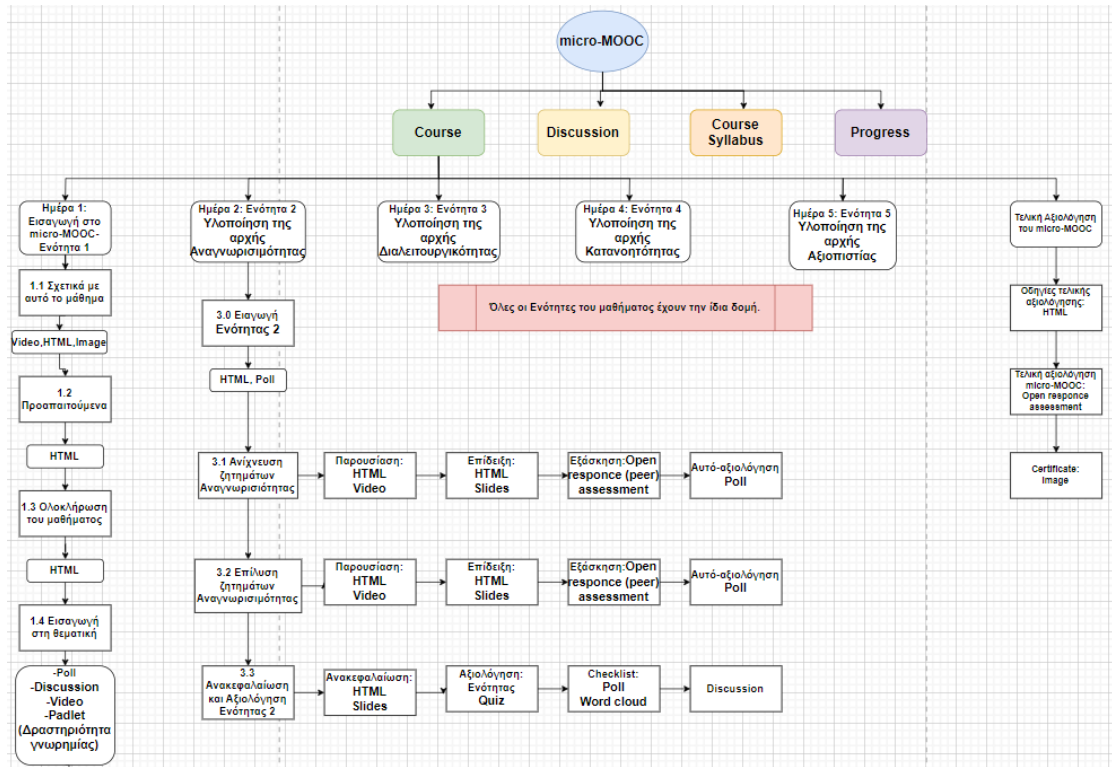 micro-MOOC
Course
Discussion
Course
Syllabus
Progress
Ημέρα 1:
Εισαγωγή στο
micro-MOOC-
Ενότητα 1
Ημέρα 2: Ενότητα 2
Υλοποίηση της
αρχής
Αναγνωρισιμότητας
Ημέρα 3: Ενότητα 3
Υλοποίηση της
αρχής
Διαλειτουργικότητας
Ημέρα 4: Ενότητα 4
Υλοποίηση της
αρχής
Κατανοητότητας
Ημέρα 5: Ενότητα 5
Υλοποίηση της
αρχής
Αξιοπιστίας
Τελική Αξιολόγηση
του micro-MOOC
Όλες οι Ενότητες του μαθήματος έχουν την ίδια δομή.
1.1 Σχετικά με
αυτό το μάθημα
Video,HTML,Image
1.2
Προαπαιτούμενα
HTML
1.3 Ολοκλήρωση
του μαθήματος
HTML
1.4 Εισαγωγή
στη θεματική
-Poll
-Discussion
-Video
-Padlet
(Δραστηριότητα
γνωρημίας)
3.0 Ειαγωγή
Ενότητας 2
HTML, Poll
3.1 Ανίχνευση
ζητημάτων
Αναγνωρισιότητας
Παρουσίαση:
HTML
Video
Επίδειξη:
HTML
Slides
Εξάσκηση:Open
responce (peer)
assessment
Αυτό-αξιολόγηση
Poll
3.2 Επίλυση
ζητημάτων
Αναγνωρισιμότητας
Παρουσίαση:
HTML
Video
Επίδειξη:
HTML
Slides
Εξάσκηση:Open
responce (peer)
assessment
Αυτό-αξιολόγηση
Poll
3.3
Ανακεφαλαίωση
και Αξιολόγηση
Ενότητας 2
Ανακεφαλαίωση:
HTML
Slides
Αξιολόγηση:
Ενότητας
Quiz
Checklist:
Poll
Word cloud
Discussion
Οδηγίες τελικής
αξιολόγησης:
HTML
Τελική αξιολόγηση
micro-MOOC:
Open responce
assessment
Certificate:
Image